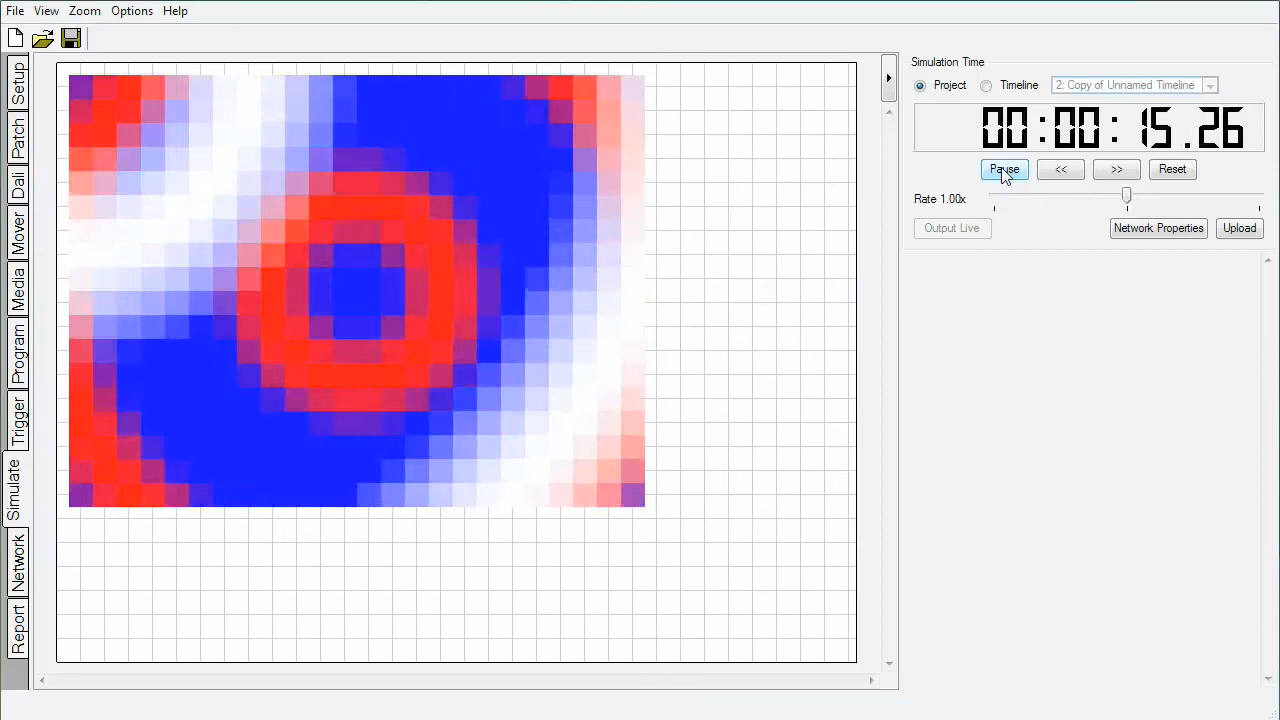 File View Zoom Options Help
Setup
Patch
Dali
Mover
Media
Program
Trigger
Simulate
Network
Report
Simulation Time
Project Timeline 2: Copy of Unnamed Timeline
00:00:15.26
Pause << >> Reset
Rate 1.00x
Output Live Network Properties Upload